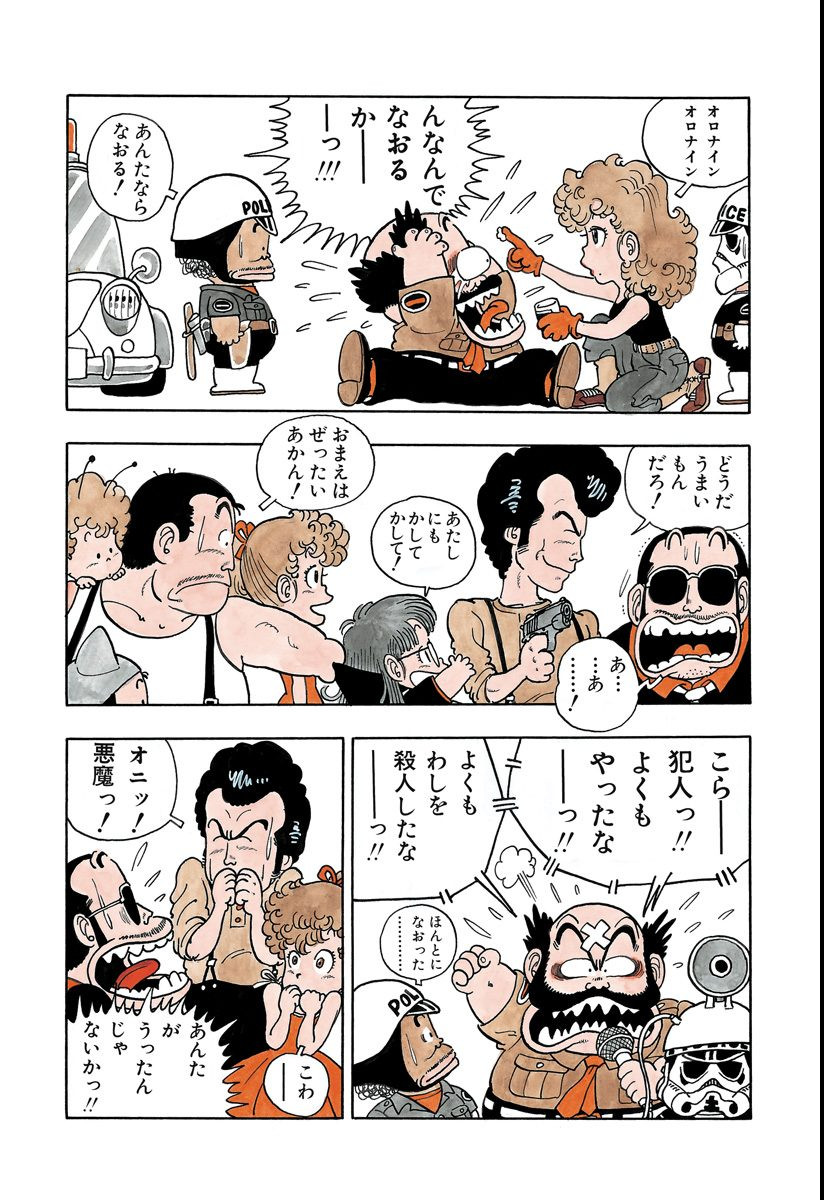 オロナイン
オロナイン
んなんで
なおる
か━━
━っ!!!
POLI
あんたなら
なおる！
ICE
どうだ
うまい
もん
だろ！
あ…
…あ
……！
あたし
にも
かして
かして！
おまえは
ぜったい
あかん！
こら━━
犯人っ!!
よくも
やったな
━━っ!!
よくも
わしを
殺人したな
━━っ!!
ほんとに
なおった
…………
POLI
オニッ！
悪魔っ！
あんた
が
うったん
じゃ
ないかっ!!
こわ
━━